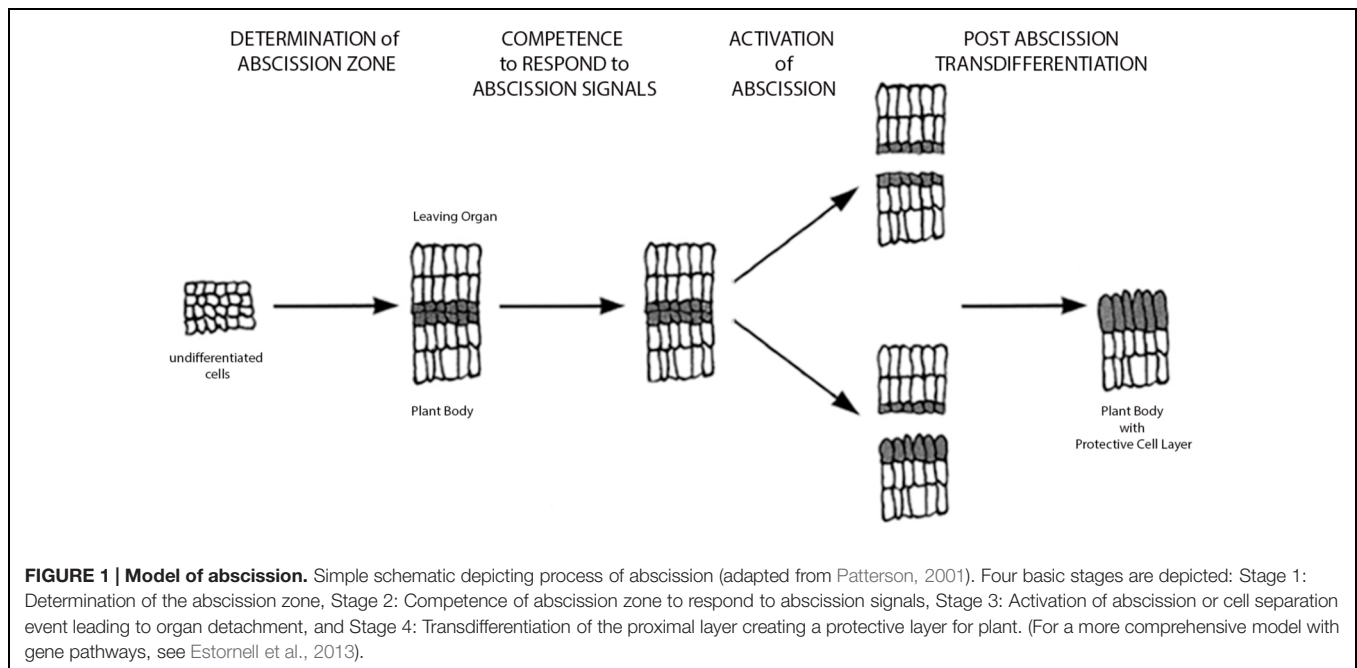 DETERMINATION of
ABSCISSION ZONE
COMPETENCE
to RESPOND to
ABSCISSION SIGNALS
ACTIVATION
of
ABSCISSION
POST ABSCISSION
TRANSDIFFERENTIATION
Leaving Organ
undifferentiated
cells
Plant Body
Plant Body
with
Protective Cell Layer
FIGURE 1 | Model of abscission. Simple schematic depicting process of abscission (adapted from Patterson, 2001). Four basic stages are depicted: Stage 1:
Determination of the abscission zone, Stage 2: Competence of abscission zone to respond to abscission signals, Stage 3: Activation of abscission or cell separation
event leading to organ detachment, and Stage 4: Transdifferentiation of the proximal layer creating a protective layer for plant. (For a more comprehensive model with
gene pathways, see Estornell et al., 2013).